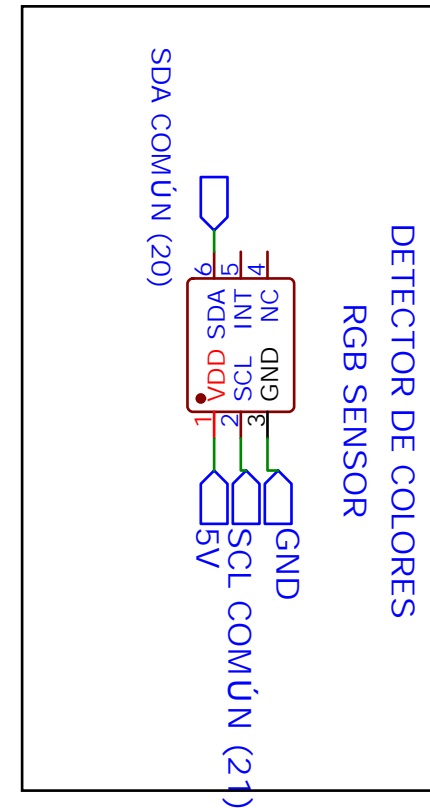 DETECTOR DE COLORES
RGB SENSOR
SDA COMÚN (20)
6 5 4
SDA INT NC
VDD SCL GND
1 2 3
5V
SCL COMÚN (21)
GND